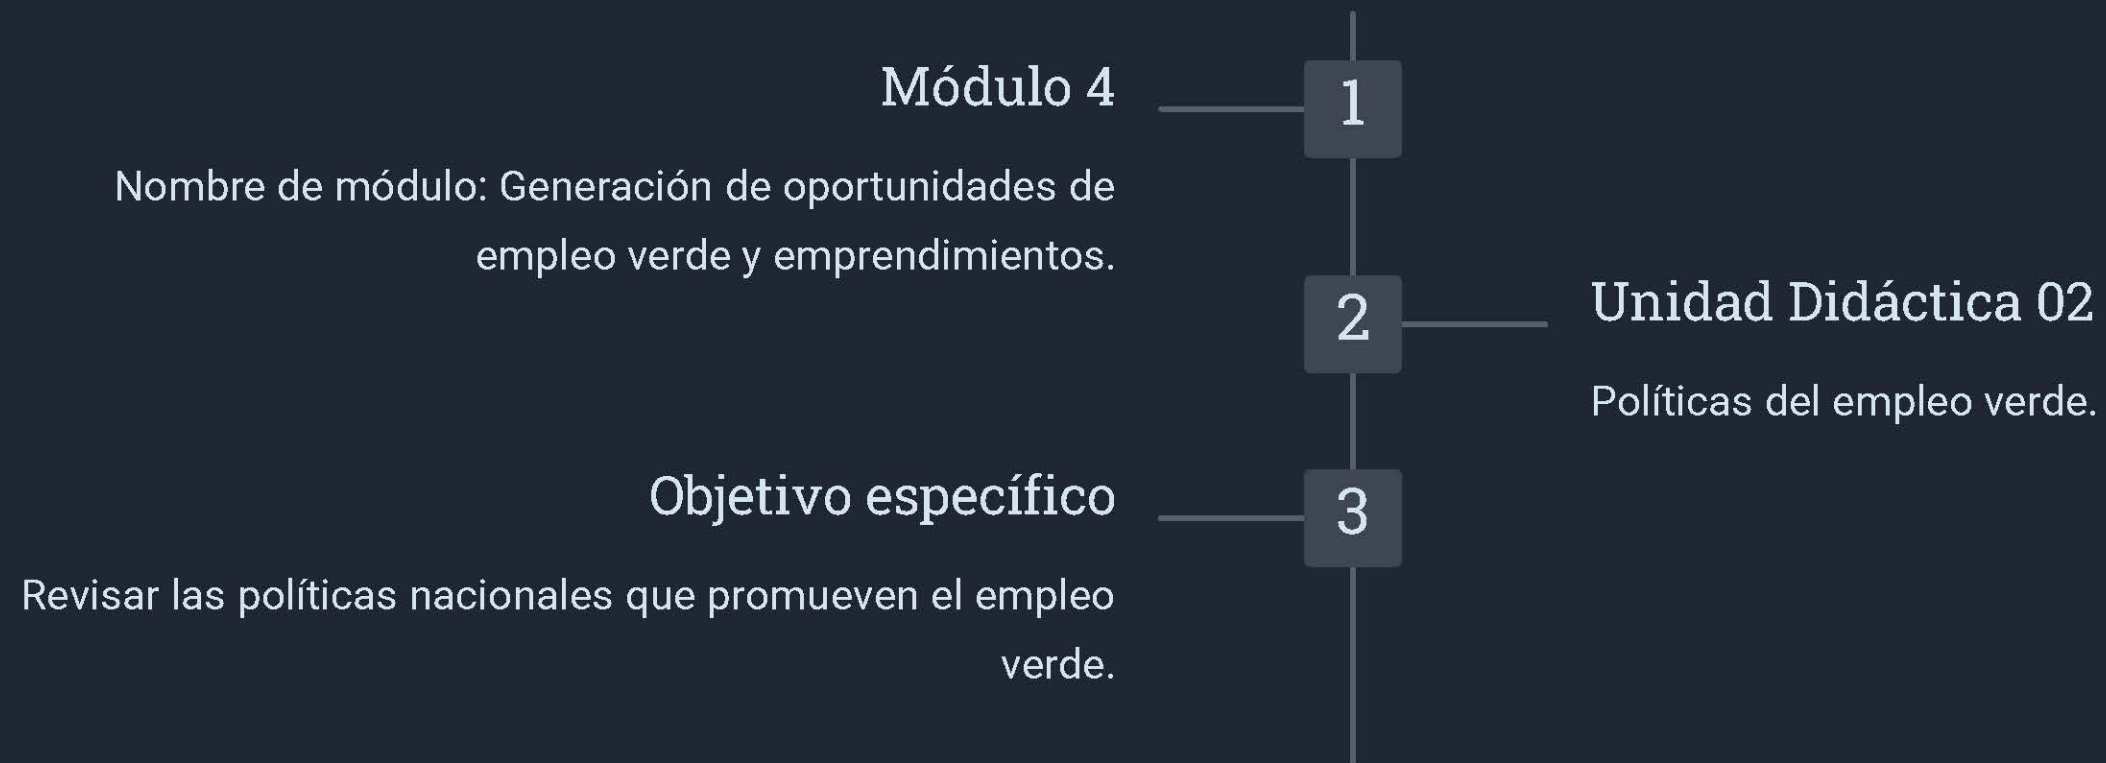 Módulo 4
1
Nombre de módulo: Generación de oportunidades de
empleo verde y emprendimientos.
2
Unidad Didáctica 02
Políticas del empleo verde.
Objetivo específico
3
Revisar las políticas nacionales que promueven el empleo
verde.